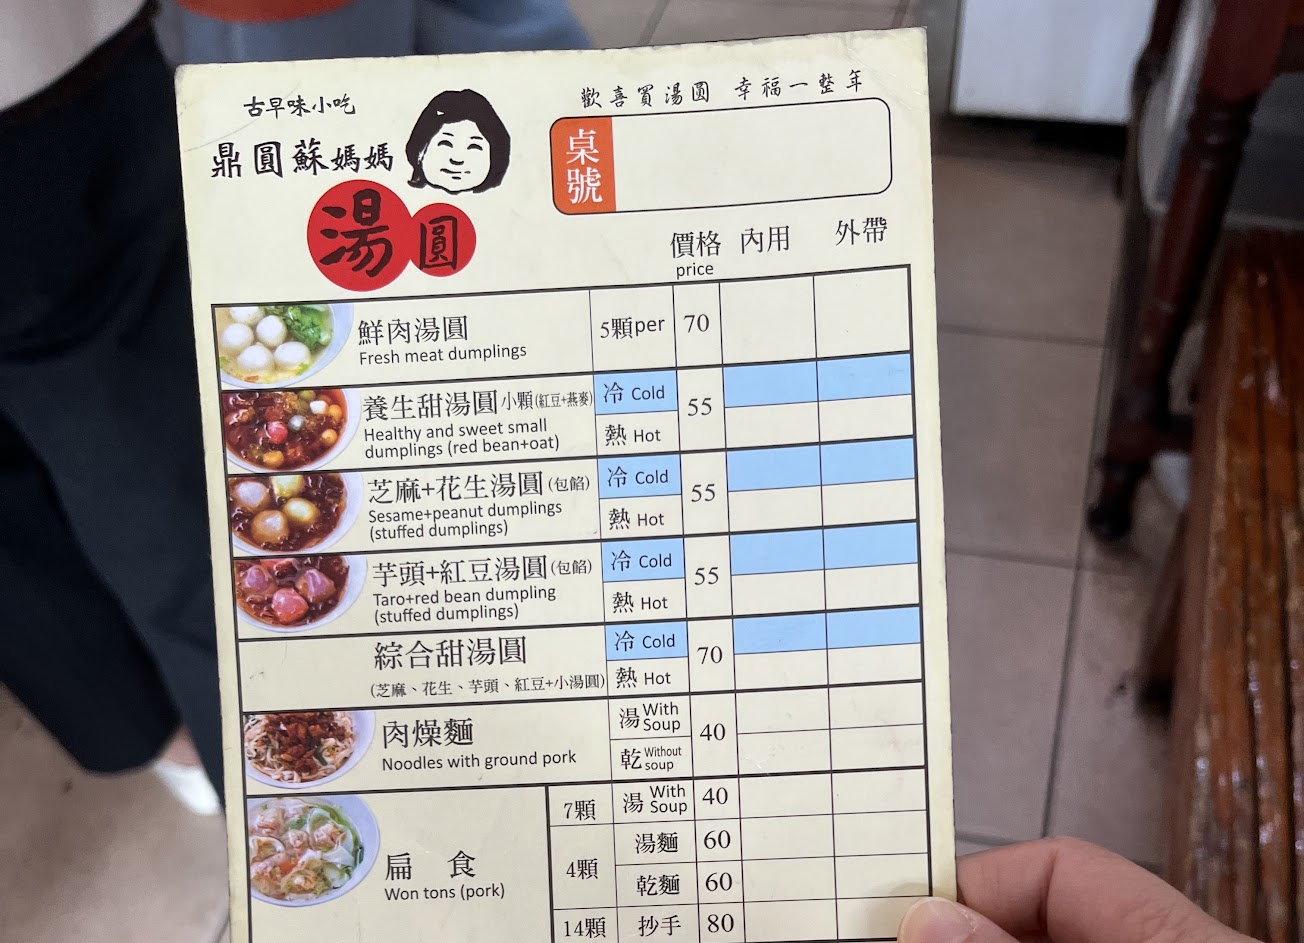 古早味小吃
歡喜買湯圓 幸福一整年
鼎圓蘇媽媽
湯圓
桌號
價格 內用 外帶
price
鮮肉湯圓 5顆per 70
Fresh meat dumplings
養生甜湯圓小顆(紅豆+燕麥) 冷 Cold 55
Healthy and sweet small
dumplings (red bean+oat) 熱 Hot
芝麻+花生湯圓(包餡) 冷 Cold 55
Sesame+peanut dumplings
(stuffed dumplings) 熱 Hot
芋頭+紅豆湯圓(包餡) 冷 Cold 55
Taro+red bean dumpling
(stuffed dumplings) 熱 Hot
綜合甜湯圓 冷 Cold 70
(芝麻、花生、芋頭、紅豆+小湯圓) 熱 Hot
肉燥麵 湯 With Soup 40
Noodles with ground pork 乾 Without soup
扁 食 7顆 湯 With Soup 40
Won tons (pork) 4顆 湯麵 60
乾麵 60
14顆 抄手 80